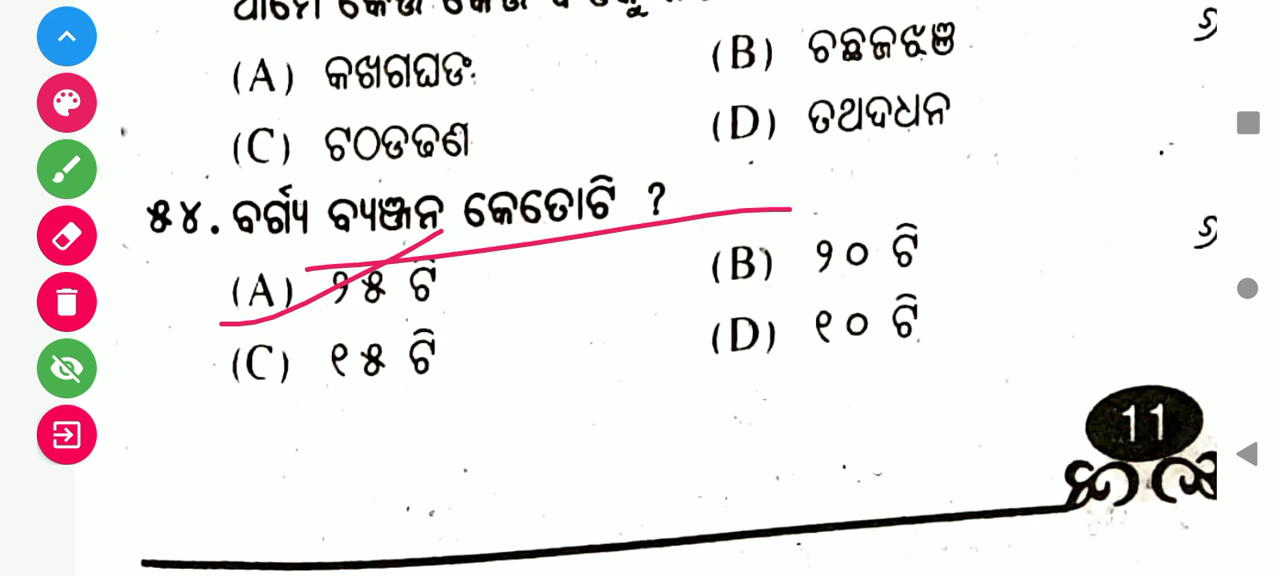 (A) କଖଗଘଙ
(B) ଚଛଜଝଞ
(C) ଟଠଡଢଣ
(D) ତଥଦଧନ
୫୪. ବର୍ଗ୍ୟ ବ୍ୟଞ୍ଜନ କେତୋଟି ?
(A) ୨୫ ଟି
(B) ୨୦ ଟି
(C) ୧୫ ଟି
(D) ୧୦ ଟି
11